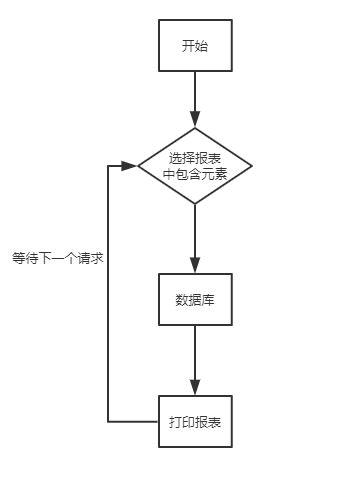 开始
选择报表
中包含元素
等待下一个请求
数据库
打印报表